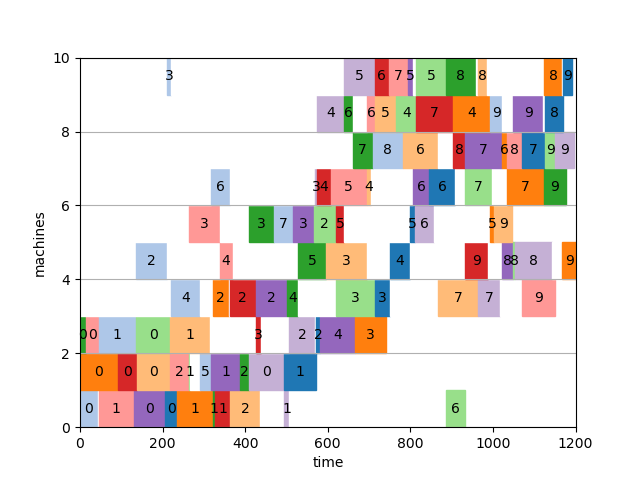 10
3 5 6 7 5 5 8 8 8 9
4 6 6 5 4 7 4 9 9 8
8
7 8 6 8 7 6 8 7 9 9
6 3 4 5 4 6 6 7 7 9
6
3 3 7 3 2 5 5 6 5 9
2 4 5 3 4 9 8 8 8 9
4
4 2 2 2 4 3 3 7 7 9
0 0 1 0 1 3 2 2 4 3
2
0 0 0 2 1 5 1 2 0 1
0 1 0 0 1 1 1 2 1 6
0
machines
0 200 400 600 800 1000 1200
time